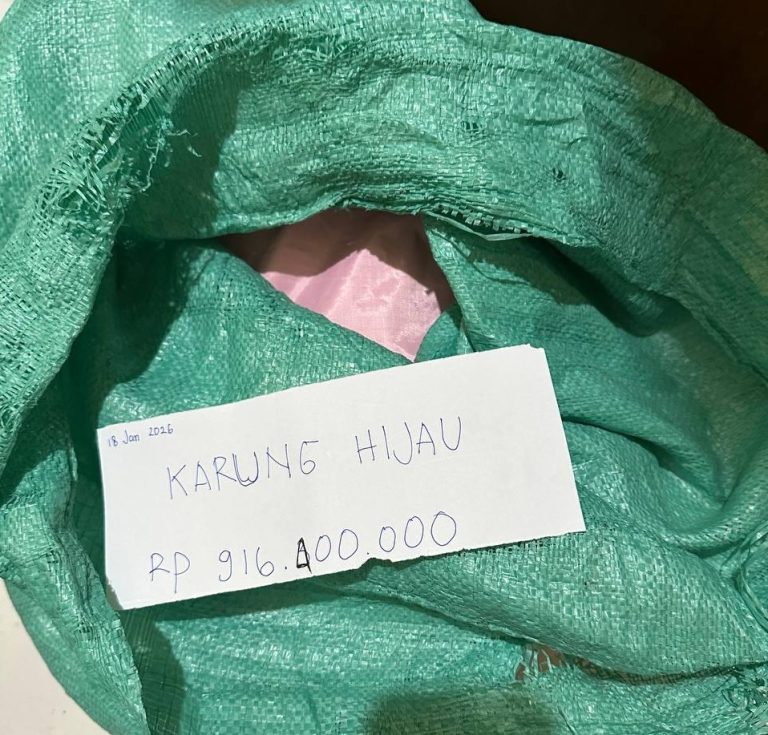 18 Jan 2026
KARUNG HIJAU
RP 916.400.000